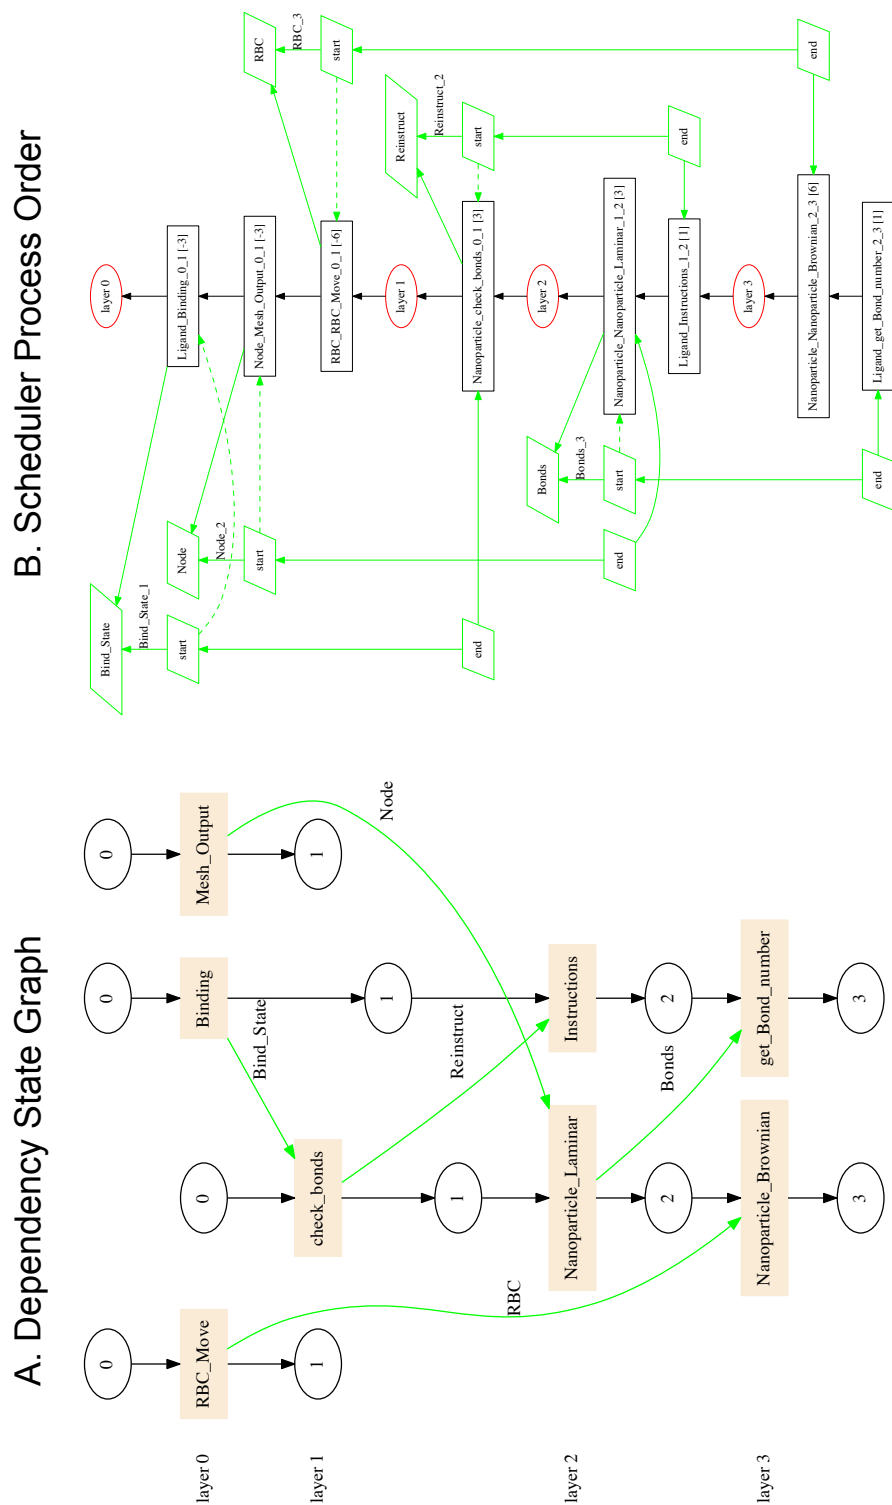 A. Dependency State Graph
layer 0
layer 1
layer 2
layer 3
0
0
0
RBC_Move
Binding
Mesh_Output
Bind_State
0
1
check_bonds
1
1
Node
Reinstruct
1
RBC
Nanoparticle_Laminar
Instructions
2
Bonds
2
Nanoparticle_Brownian
get_Bond_number
3
3
B. Scheduler Process Order
Bind_State
layer 0
Bind_State_1
start
Node
Ligand_Binding_0_1 [-3]
Node_2
start
Node_Mesh_Output_0_1 [-3]
RBC
RBC_3
RBC_RBC_Move_0_1 [-6]
start
layer 1
Reinstruct
Reinstruct_2
end
Nanoparticle_check_bonds_0_1 [3]
start
Bonds
layer 2
Bonds_3
end
start
Nanoparticle_Nanoparticle_Laminar_1_2 [3]
Ligand_Instructions_1_2 [1]
end
layer 3
Nanoparticle_Nanoparticle_Brownian_2_3 [6]
end
end
Ligand_get_Bond_number_2_3 [1]